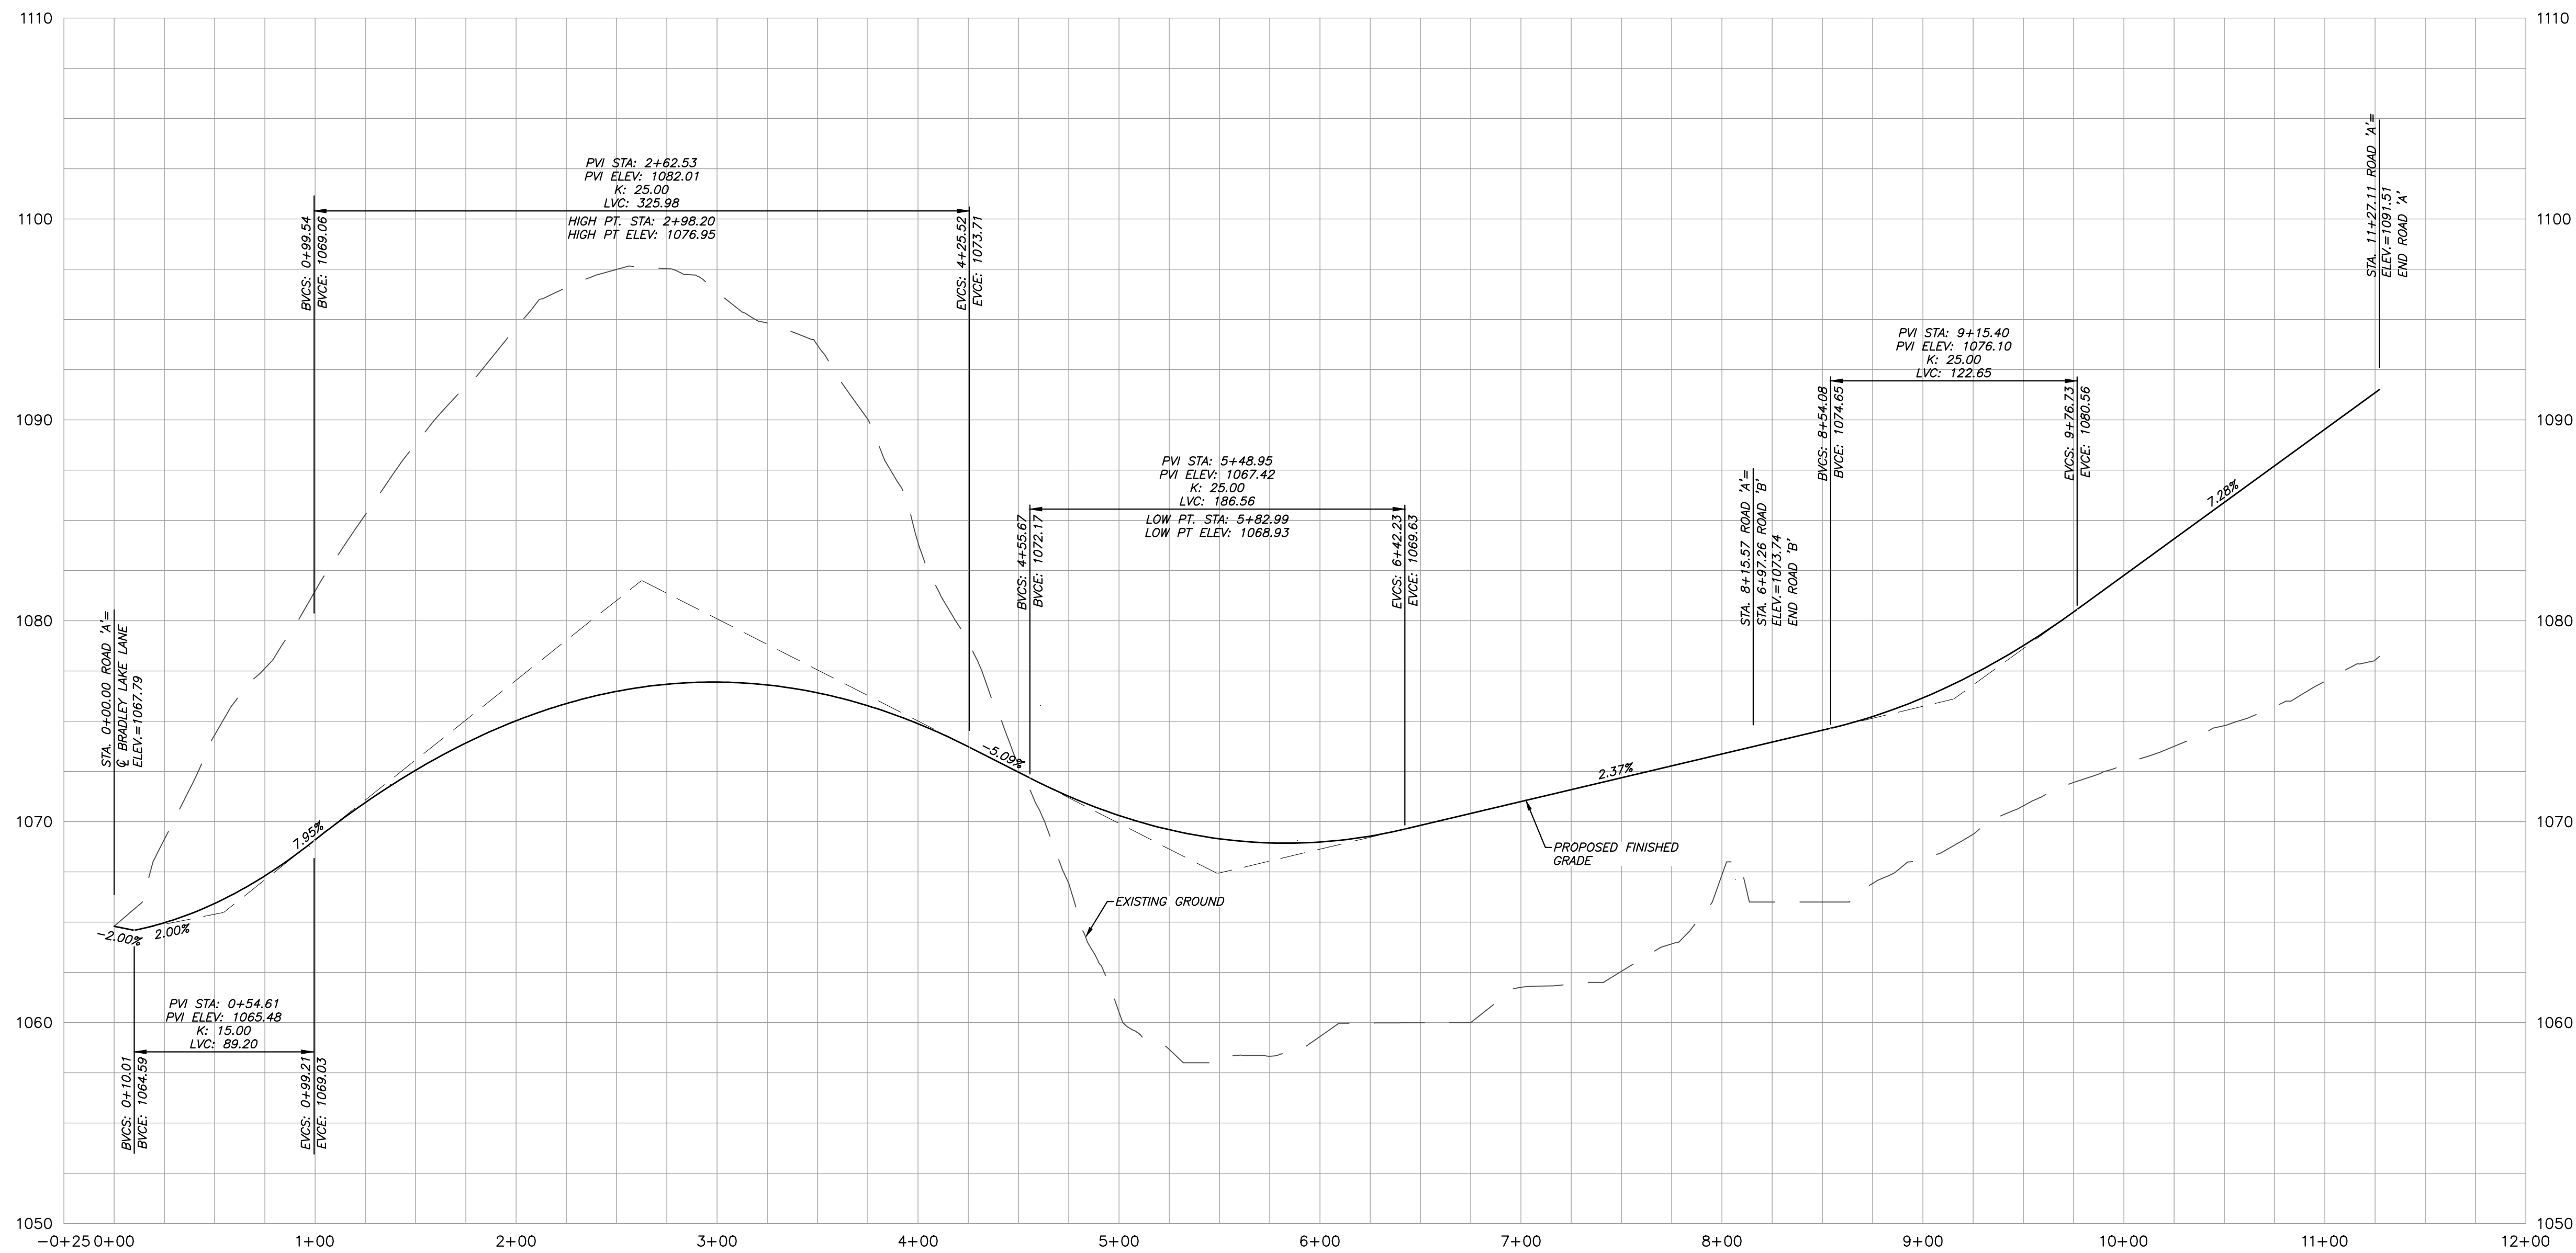 1110
1110
PVI STA: 2+62.53
PVI ELEV: 1082.01
K: 25.00
LVC: 325.98
HIGH PT. STA: 2+98.20
HIGH PT ELEV: 1076.95
BVCS: 0+99.54
BVCE: 1069.06
EVCS: 4+25.52
EVCE: 1073.71
STA. 11+27.11 ROAD 'A'=
ELEV.=1091.51
END ROAD 'A'
1100
1100
PVI STA: 9+15.40
PVI ELEV: 1076.10
K: 25.00
LVC: 122.65
BVCS: 8+54.08
BVCE: 1074.65
EVCS: 9+76.73
EVCE: 1080.56
1090
1090
PVI STA: 5+48.95
PVI ELEV: 1067.42
K: 25.00
LVC: 186.56
LOW PT. STA: 5+82.99
LOW PT ELEV: 1068.93
BVCS: 4+55.67
BVCE: 1072.17
EVCS: 6+42.23
EVCE: 1069.63
STA. 8+15.57 ROAD 'A'=
STA. 6+97.26 ROAD 'B'
ELEV.=1073.74
END ROAD 'B'
7.28%
1080
1080
STA. 0+00.00 ROAD 'A'=
℄ BRADLEY LAKE LANE
ELEV.=1067.79
-5.09%
2.37%
1070
1070
7.95%
PROPOSED FINISHED
GRADE
EXISTING GROUND
-2.00%
2.00%
1060
1060
PVI STA: 0+54.61
PVI ELEV: 1065.48
K: 15.00
LVC: 89.20
BVCS: 0+10.01
BVCE: 1064.59
EVCS: 0+99.21
EVCE: 1069.03
1050
1050
-0+25
0+00
1+00
2+00
3+00
4+00
5+00
6+00
7+00
8+00
9+00
10+00
11+00
12+00